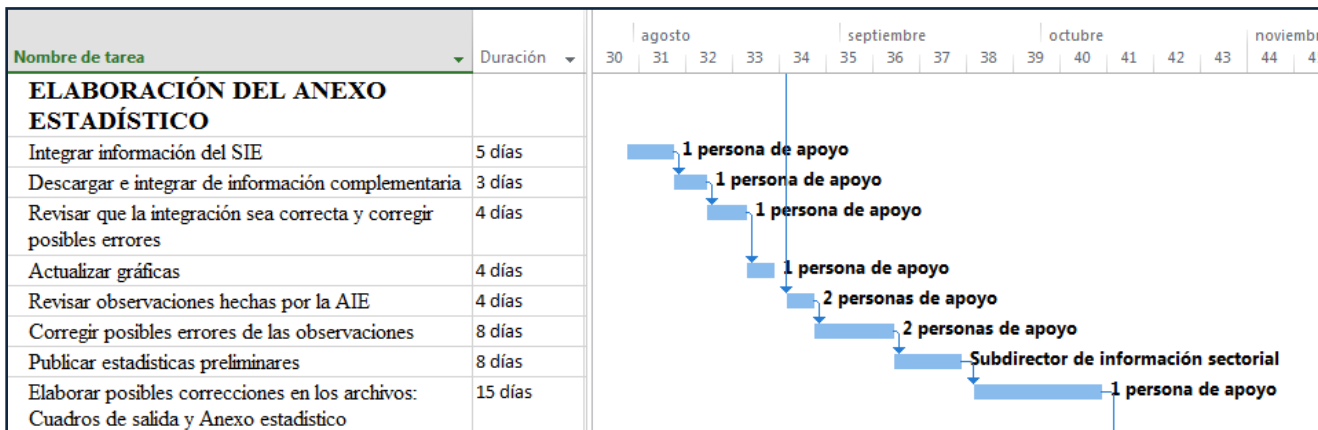 agosto septiembre octubre noviembr
Nombre de tarea Duración 30 31 32 33 34 35 36 37 38 39 40 41 42 43 44
ELABORACIÓN DEL ANEXO
ESTADÍSTICO
Integrar información del SIE 5 días 1 persona de apoyo
Descargar e integrar de información complementaria 3 días 1 persona de apoyo
Revisar que la integración sea correcta y corregir 4 días 1 persona de apoyo
posibles errores
Actualizar gráficas 4 días 1 persona de apoyo
Revisar observaciones hechas por la AIE 4 días 2 personas de apoyo
Corregir posibles errores de las observaciones 8 días 2 personas de apoyo
Publicar estadísticas preliminares 8 días Subdirector de información sectorial
Elaborar posibles correcciones en los archivos: 15 días 1 persona de apoyo
Cuadros de salida y Anexo estadístico